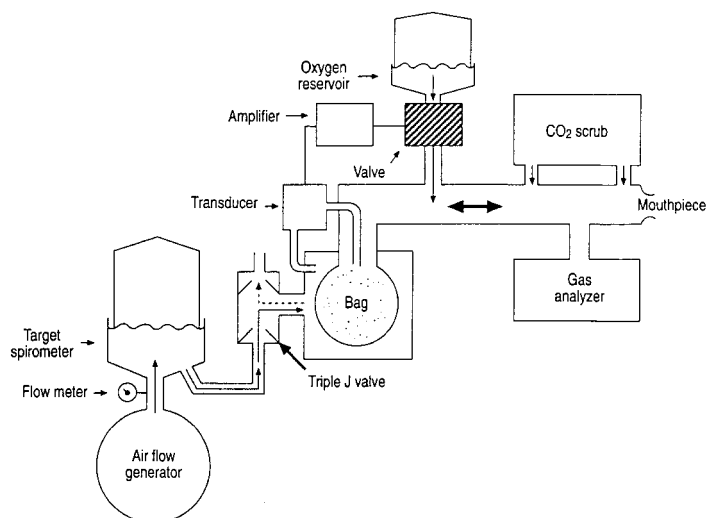 Oxygen
reservoir
Amplifier
CO2 scrub
Valve
Transducer
Mouthpiece
Bag
Gas
analyzer
Target
spirometer
Triple J valve
Flow meter
Air flow
generator